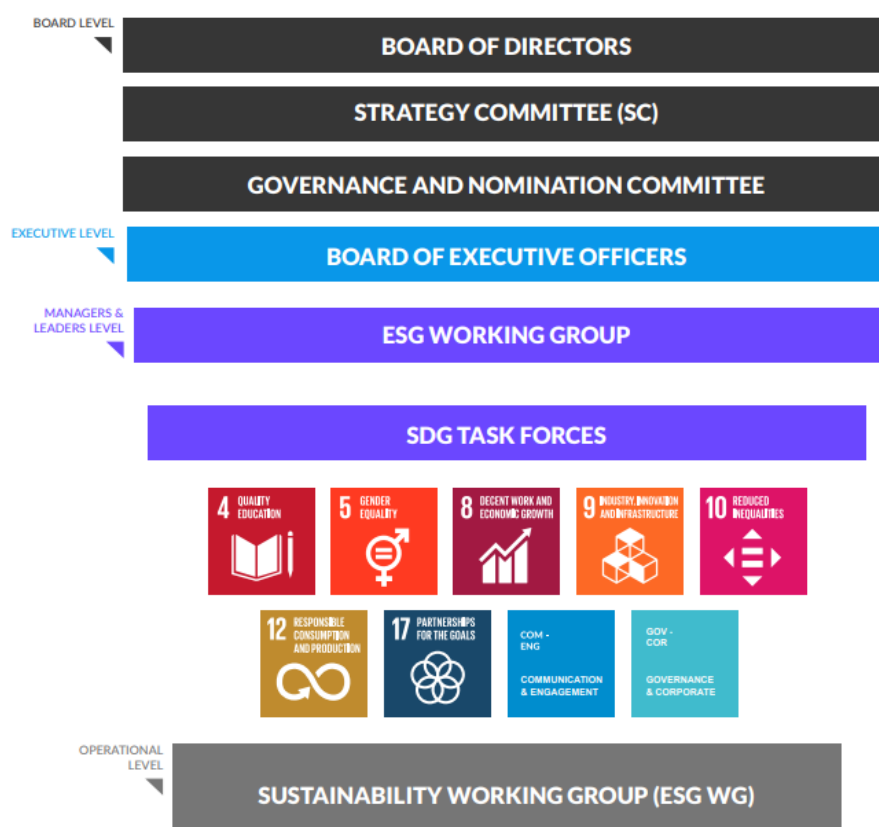 BOARD LEVEL
BOARD OF DIRECTORS
STRATEGY COMMITTEE (SC)
GOVERNANCE AND NOMINATION COMMITTEE
EXECUTIVE LEVEL
BOARD OF EXECUTIVE OFFICERS
MANAGERS &
LEADERS LEVEL
ESG WORKING GROUP
SDG TASK FORCES
4 QUALITY
EDUCATION
5 GENDER
EQUALITY
8 DECENT WORK AND
ECONOMIC GROWTH
9 INDUSTRY, INNOVATION
AND INFRASTRUCTURE
10 REDUCED
INEQUALITIES
12 RESPONSIBLE
CONSUMPTION
AND PRODUCTION
17 PARTNERSHIPS
FOR THE GOALS
COM -
ENG
COMMUNICATION
& ENGAGEMENT
GOV -
COR
GOVERNANCE
& CORPORATE
OPERATIONAL
LEVEL
SUSTAINABILITY WORKING GROUP (ESG WG)